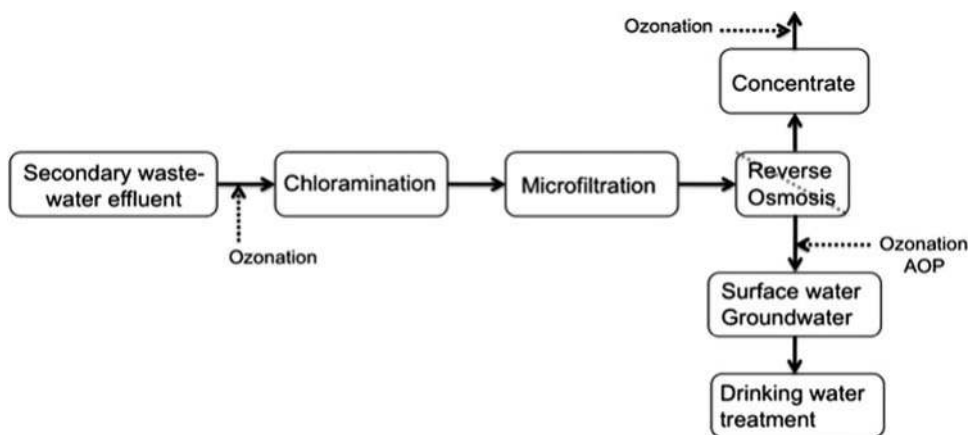 Ozonation
Concentrate
Secondary waste-
water effluent
Chloramination
Microfiltration
Reverse
Osmosis
Ozonation
Ozonation
AOP
Surface water
Groundwater
Drinking water
treatment